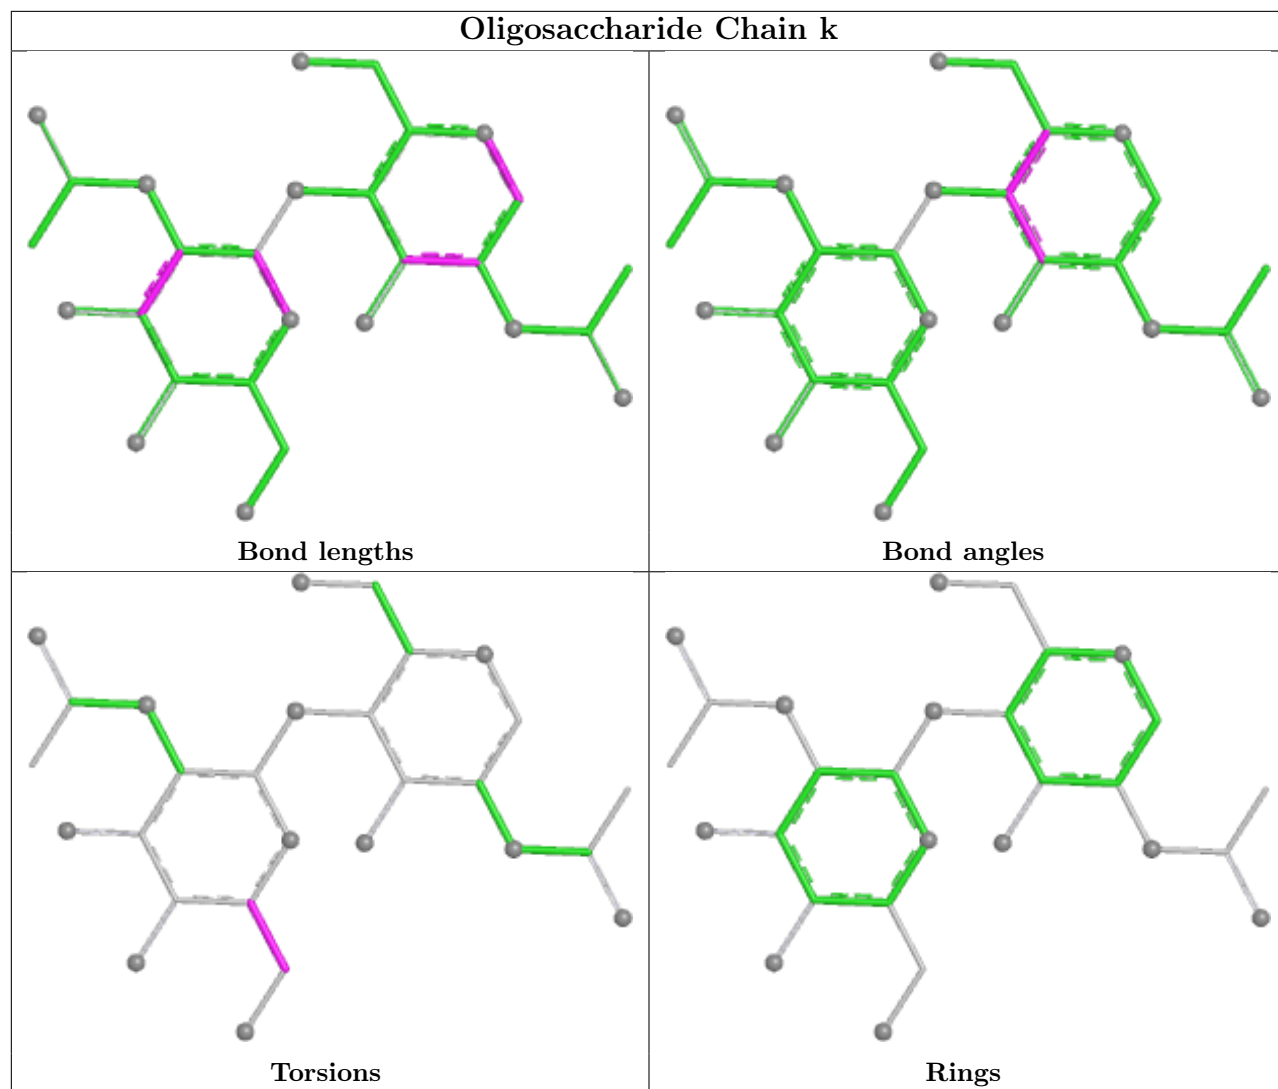 Oligosaccharide Chain k
Bond lengths
Bond angles
Torsions
Rings